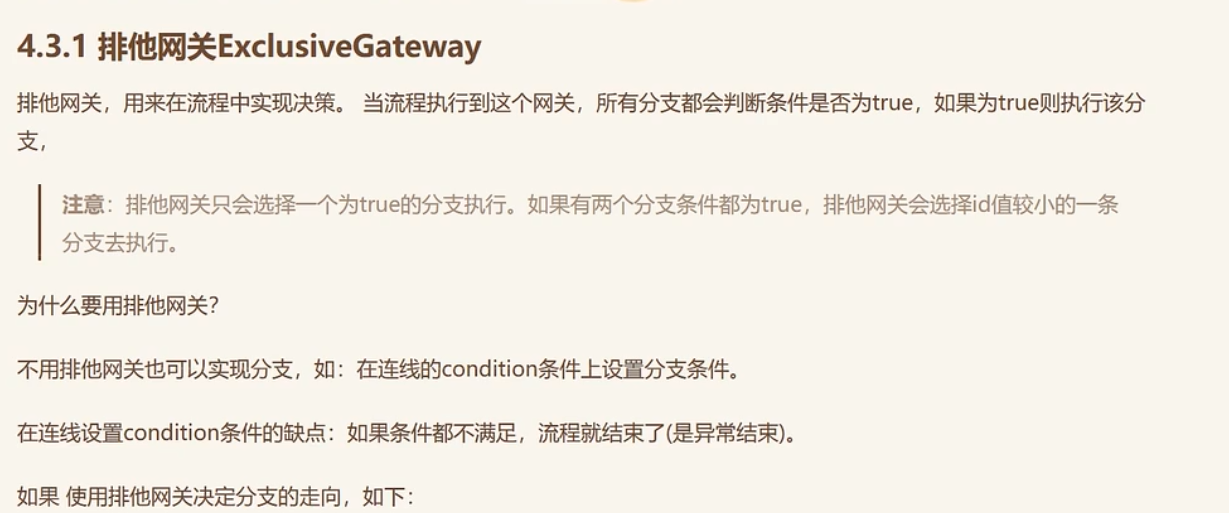 4.3.1 排他网关ExclusiveGateway
排他网关，用来在流程中实现决策。 当流程执行到这个网关，所有分支都会判断条件是否为true，如果为true则执行该分
支，
注意：排他网关只会选择一个为true的分支执行。如果有两个分支条件都为true，排他网关会选择id值较小的一条
分支去执行。
为什么要用排他网关？
不用排他网关也可以实现分支，如：在连线的condition条件上设置分支条件。
在连线设置condition条件的缺点：如果条件都不满足，流程就结束了(是异常结束)。
如果 使用排他网关决定分支的走向，如下：